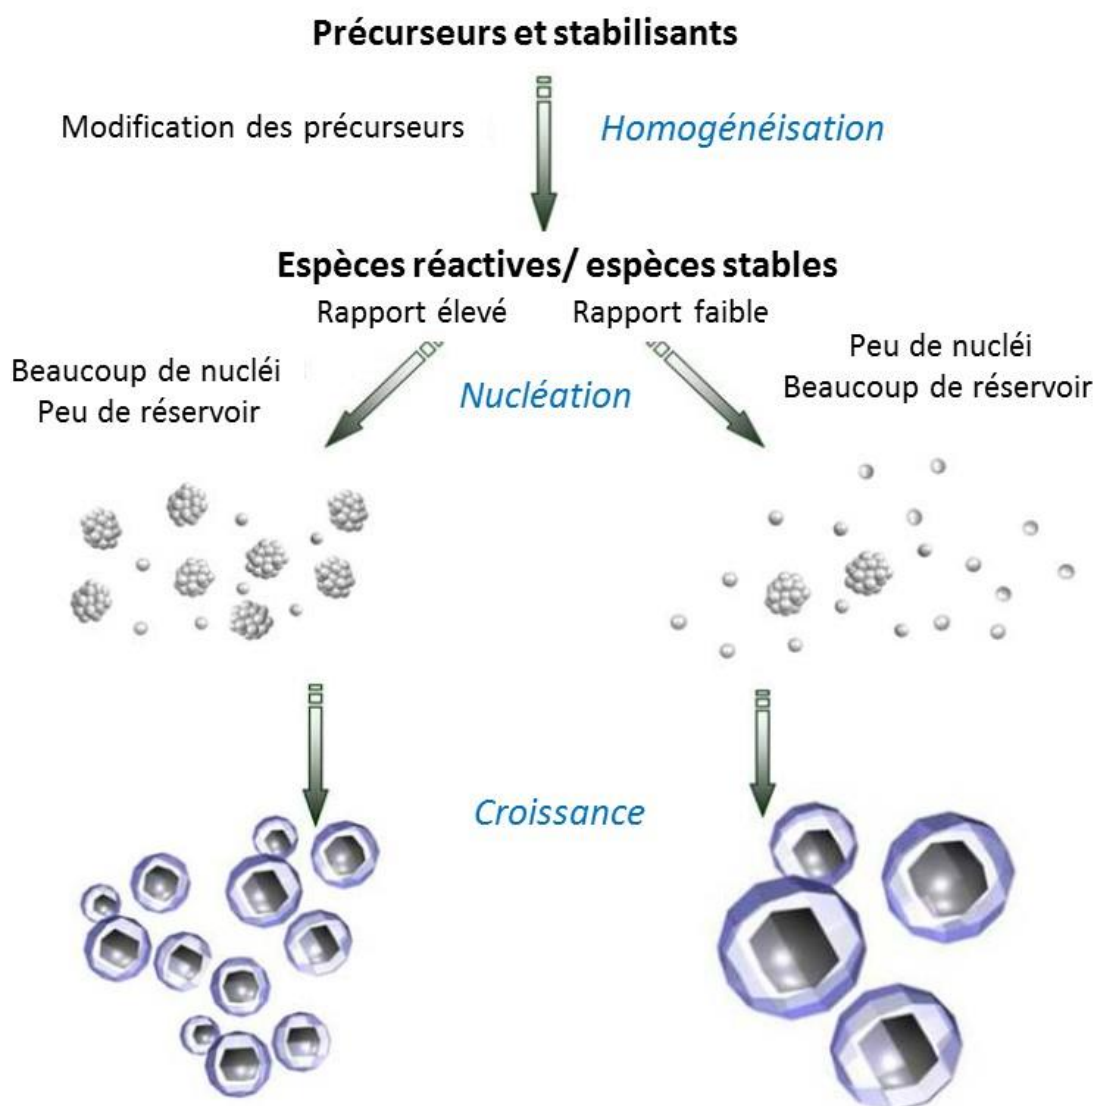 Précurseurs et stabilisants
Modification des précurseurs
Homogénéisation
Espèces réactives/ espèces stables
Rapport élevé
Rapport faible
Beaucoup de nucléi
Peu de réservoir
Nucléation
Peu de nucléi
Beaucoup de réservoir
Croissance